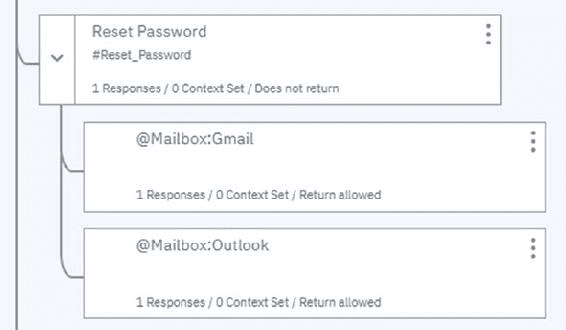 Reset Password
#Reset_Password
1 Responses / 0 Context Set / Does not return
@Mailbox:Gmail
1 Responses / 0 Context Set / Return allowed
@Mailbox:Outlook
1 Responses / 0 Context Set / Return allowed